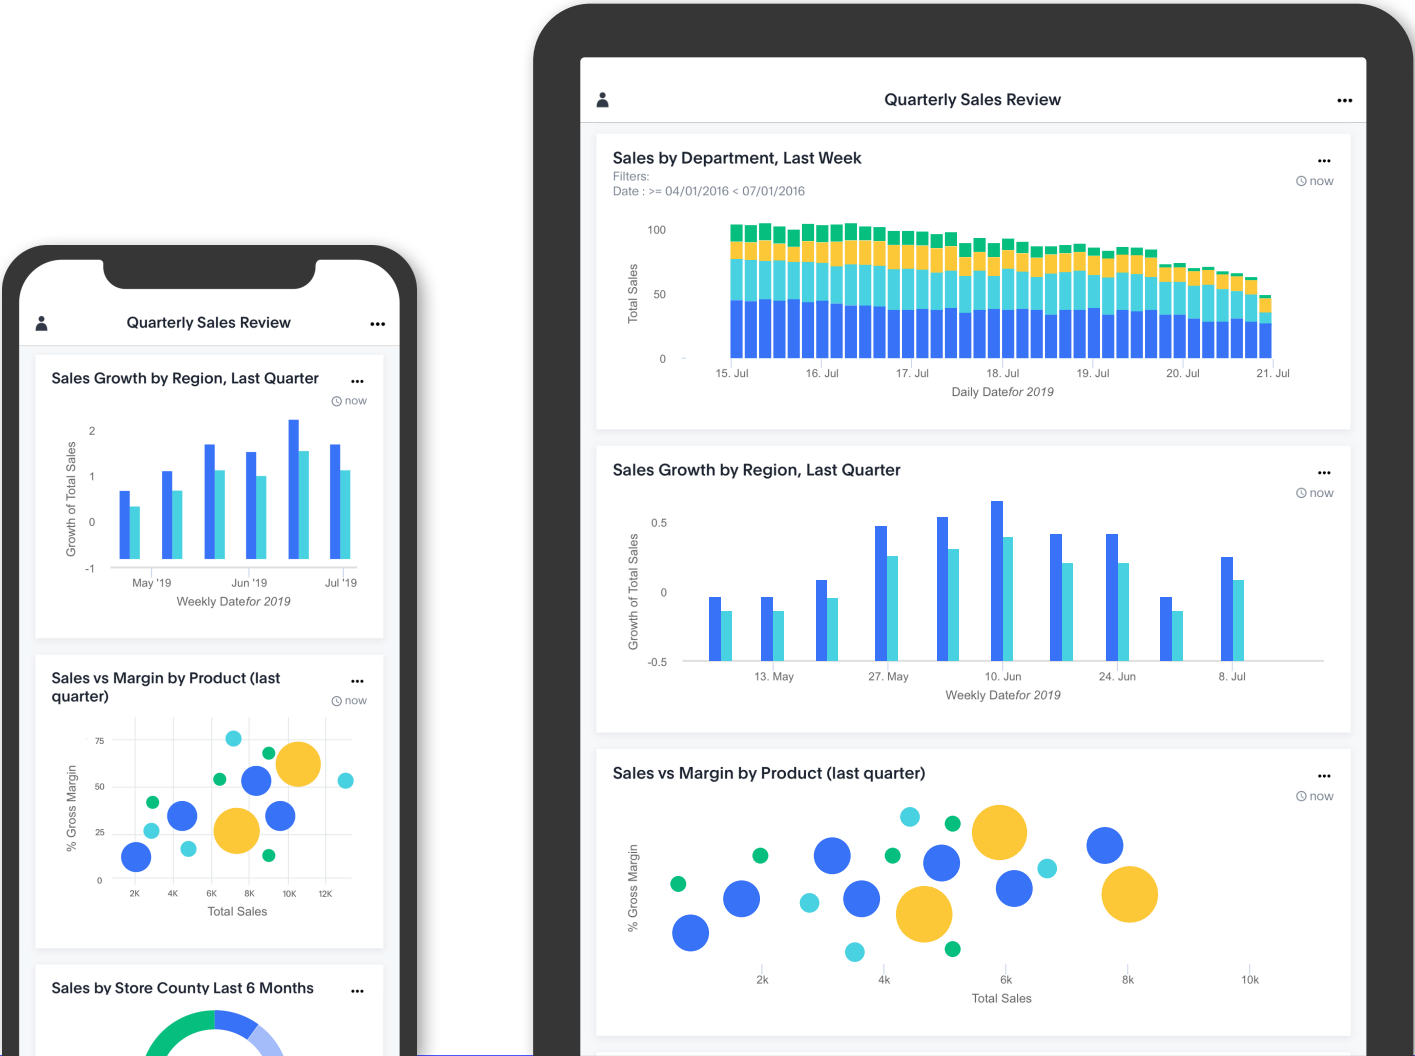 Quarterly Sales Review
Sales Growth by Region, Last Quarter
now
Growth of Total Sales
2
1
0
-1
May '19
Jun '19
Jul '19
Weekly Datefor 2019
Sales vs Margin by Product (last
quarter)
now
% Gross Margin
75
50
25
0
2K
4K
6K
8K
10K
12K
Total Sales
Sales by Store County Last 6 Months
Quarterly Sales Review
Sales by Department, Last Week
Filters:
Date : >= 04/01/2016 < 07/01/2016
now
Total Sales
100
50
0
15. Jul
16. Jul
17. Jul
18. Jul
19. Jul
20. Jul
21. Jul
Daily Datefor 2019
Sales Growth by Region, Last Quarter
now
Growth of Total Sales
0.5
0
-0.5
13. May
27. May
10. Jun
24. Jun
8. Jul
Weekly Datefor 2019
Sales vs Margin by Product (last quarter)
now
% Gross Margin
2k
4k
6k
8k
10k
Total Sales